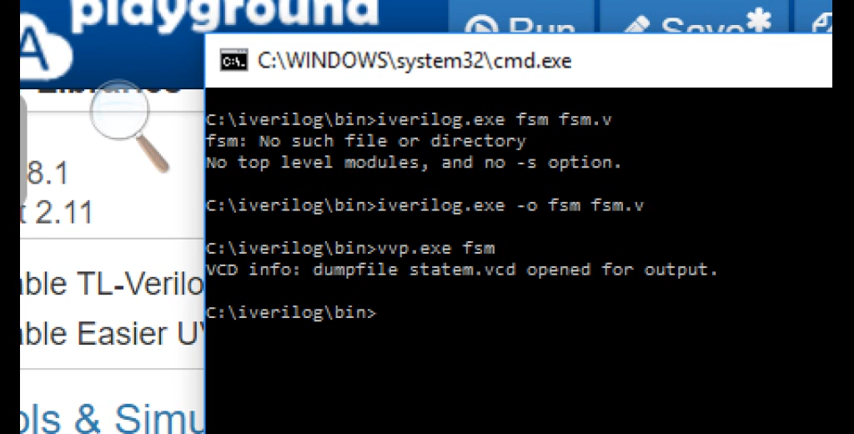 playground
Run
Save*
A
C:\WINDOWS\system32\cmd.exe
C:\iverilog\bin>iverilog.exe fsm fsm.v
fsm: No such file or directory
No top level modules, and no -s option.
C:\iverilog\bin>iverilog.exe -o fsm fsm.v
C:\iverilog\bin>vvp.exe fsm
VCD info: dumpfile statem.vcd opened for output.
C:\iverilog\bin>
8.1
2.11
able TL-Verilo
able Easier U
ols & Simu